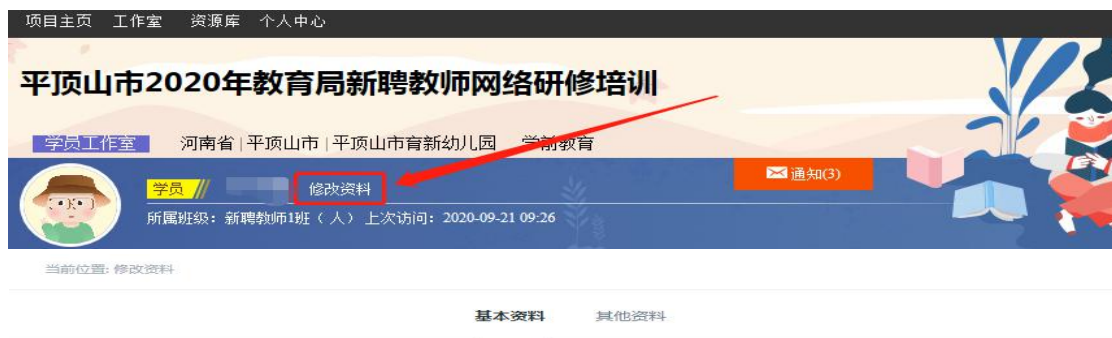 项目主页 工作室 资源库 个人中心
平顶山市2020年教育局新聘教师网络研修培训
学员工作室 河南省 | 平顶山市 | 平顶山市育新幼儿园 学前教育
学员 // 修改资料
通知(3)
所属班级：新聘教师1班（ 人） 上次访问：2020-09-21 09:26
当前位置: 修改资料
基本资料 其他资料